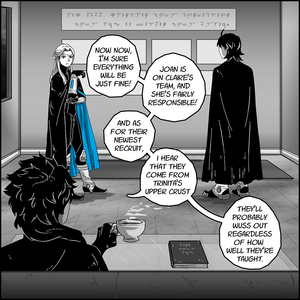 NOW NOW,
I'M SURE
EVERYTHING
WILL BE
JUST FINE!
JOAN IS
ON CLAIRE'S
TEAM, AND
SHE'S FAIRLY
RESPONSIBLE!
AND AS
FOR THEIR
NEWEST
RECRUIT,
I HEAR
THAT THEY
COME FROM
TRINITÀ'S
UPPER CRUST
THEY'LL
PROBABLY
WUSS OUT
REGARDLESS
OF HOW
WELL THEY'RE
TAUGHT.